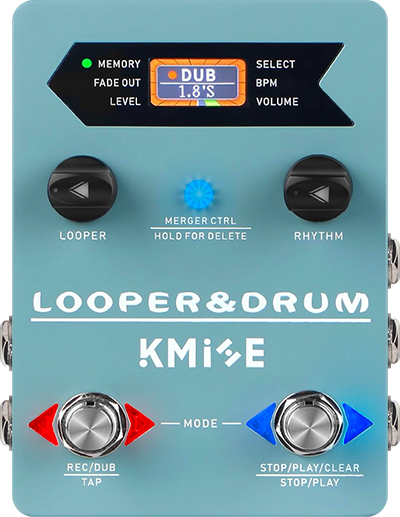 MEMORY DUB SELECT
FADE OUT 1.8'S BPM
LEVEL VOLUME
LOOPER MERGER CTRL RHYTHM
HOLD FOR DELETE
LOOPER&DRUM
KMiSE
MODE
REC/DUB STOP/PLAY/CLEAR
TAP STOP/PLAY